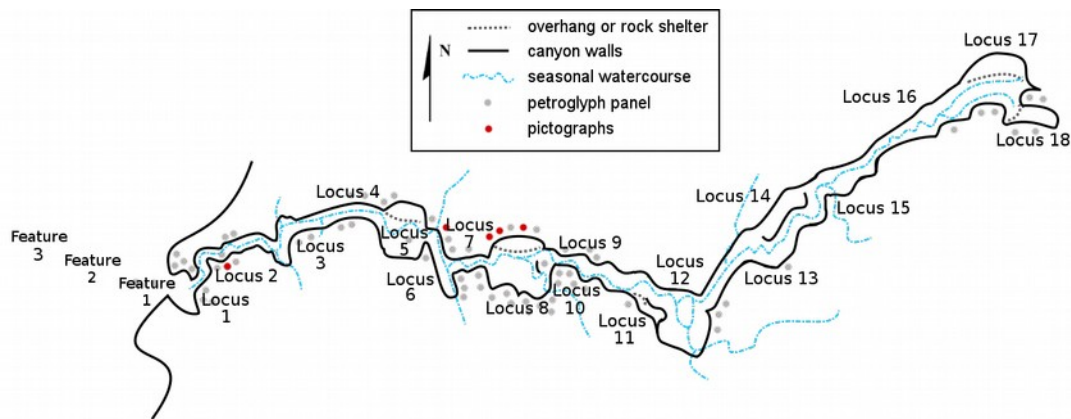 overhang or rock shelter
N
canyon walls
seasonal watercourse
petroglyph panel
pictographs
Locus 17
Locus 16
Locus 18
Locus 14
Locus 15
Locus 4
Locus
7
Locus 9
Locus
5
Locus
3
Locus 2
Locus
1
Feature
3
Feature
2
Feature
1
Locus
6
Locus 8
Locus
10
Locus
11
Locus
12
Locus 13